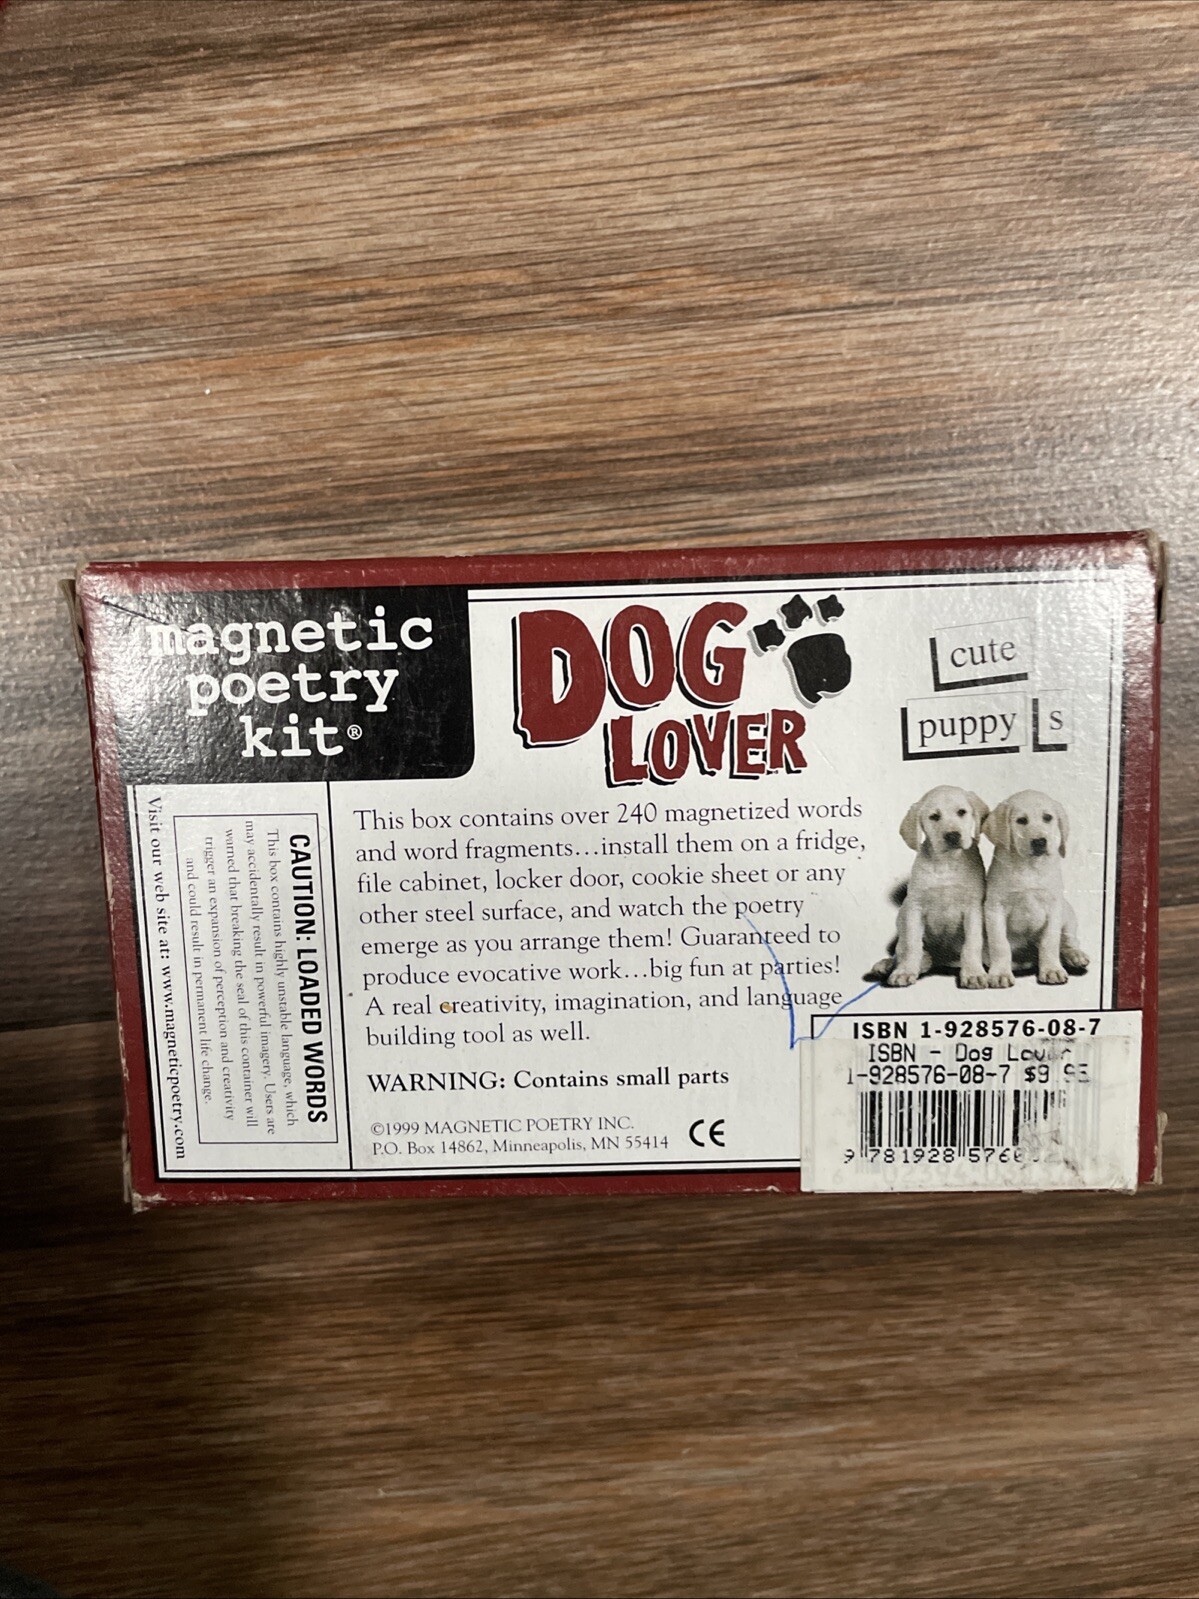 magnetic
poetry
kit®
DOG
LOVER
cute
puppy s
This box contains over 240 magnetized words
and word fragments...install them on a fridge,
file cabinet, locker door, cookie sheet or any
other steel surface, and watch the poetry
emerge as you arrange them! Guaranteed to
produce evocative work...big fun at parties!
A real creativity, imagination, and language
building tool as well.
WARNING: Contains small parts
©1999 MAGNETIC POETRY INC.
P.O. Box 14862, Minneapolis, MN 55414 CE
CAUTION: LOADED WORDS
This box contains highly unstable language, which
may accidentally result in powerful imagery. Users are
warned that breaking the seal of this container will
trigger an expansion of perception and creativity
and could result in permanent life change.
Visit our web site at: www.magneticpoetry.com
ISBN 1-928576-08-7
ISBN - Dog Lover
1-928576-08-7 $9.95
9 781928 576